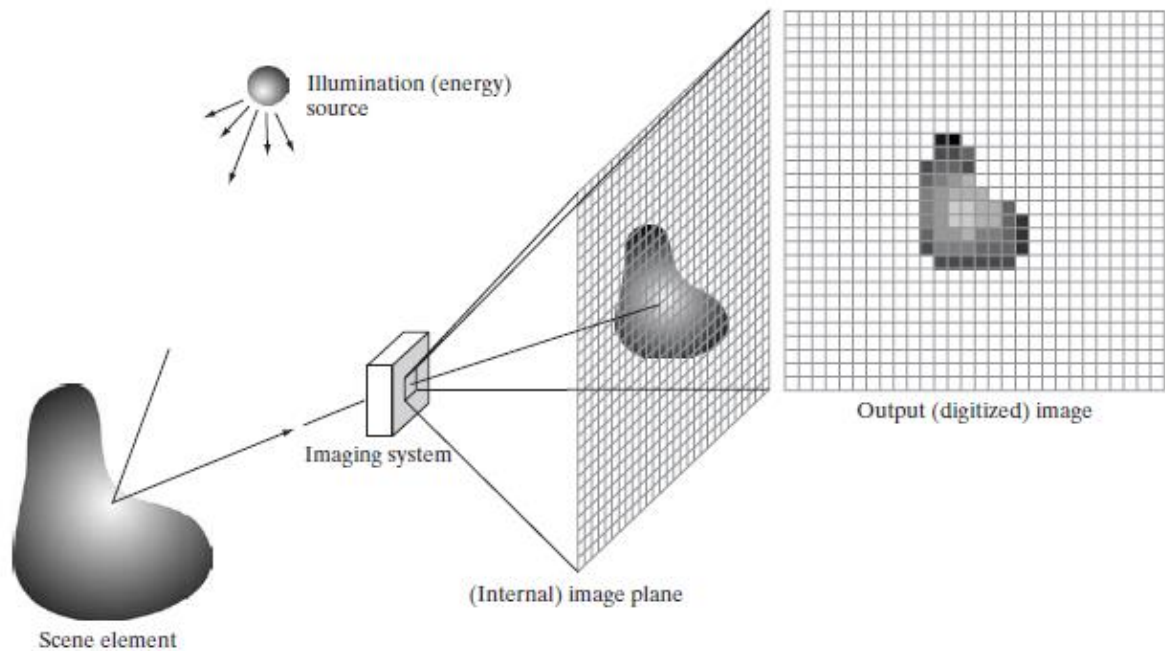 Illumination (energy)
source
Output (digitized) image
Imaging system
(Internal) image plane
Scene element